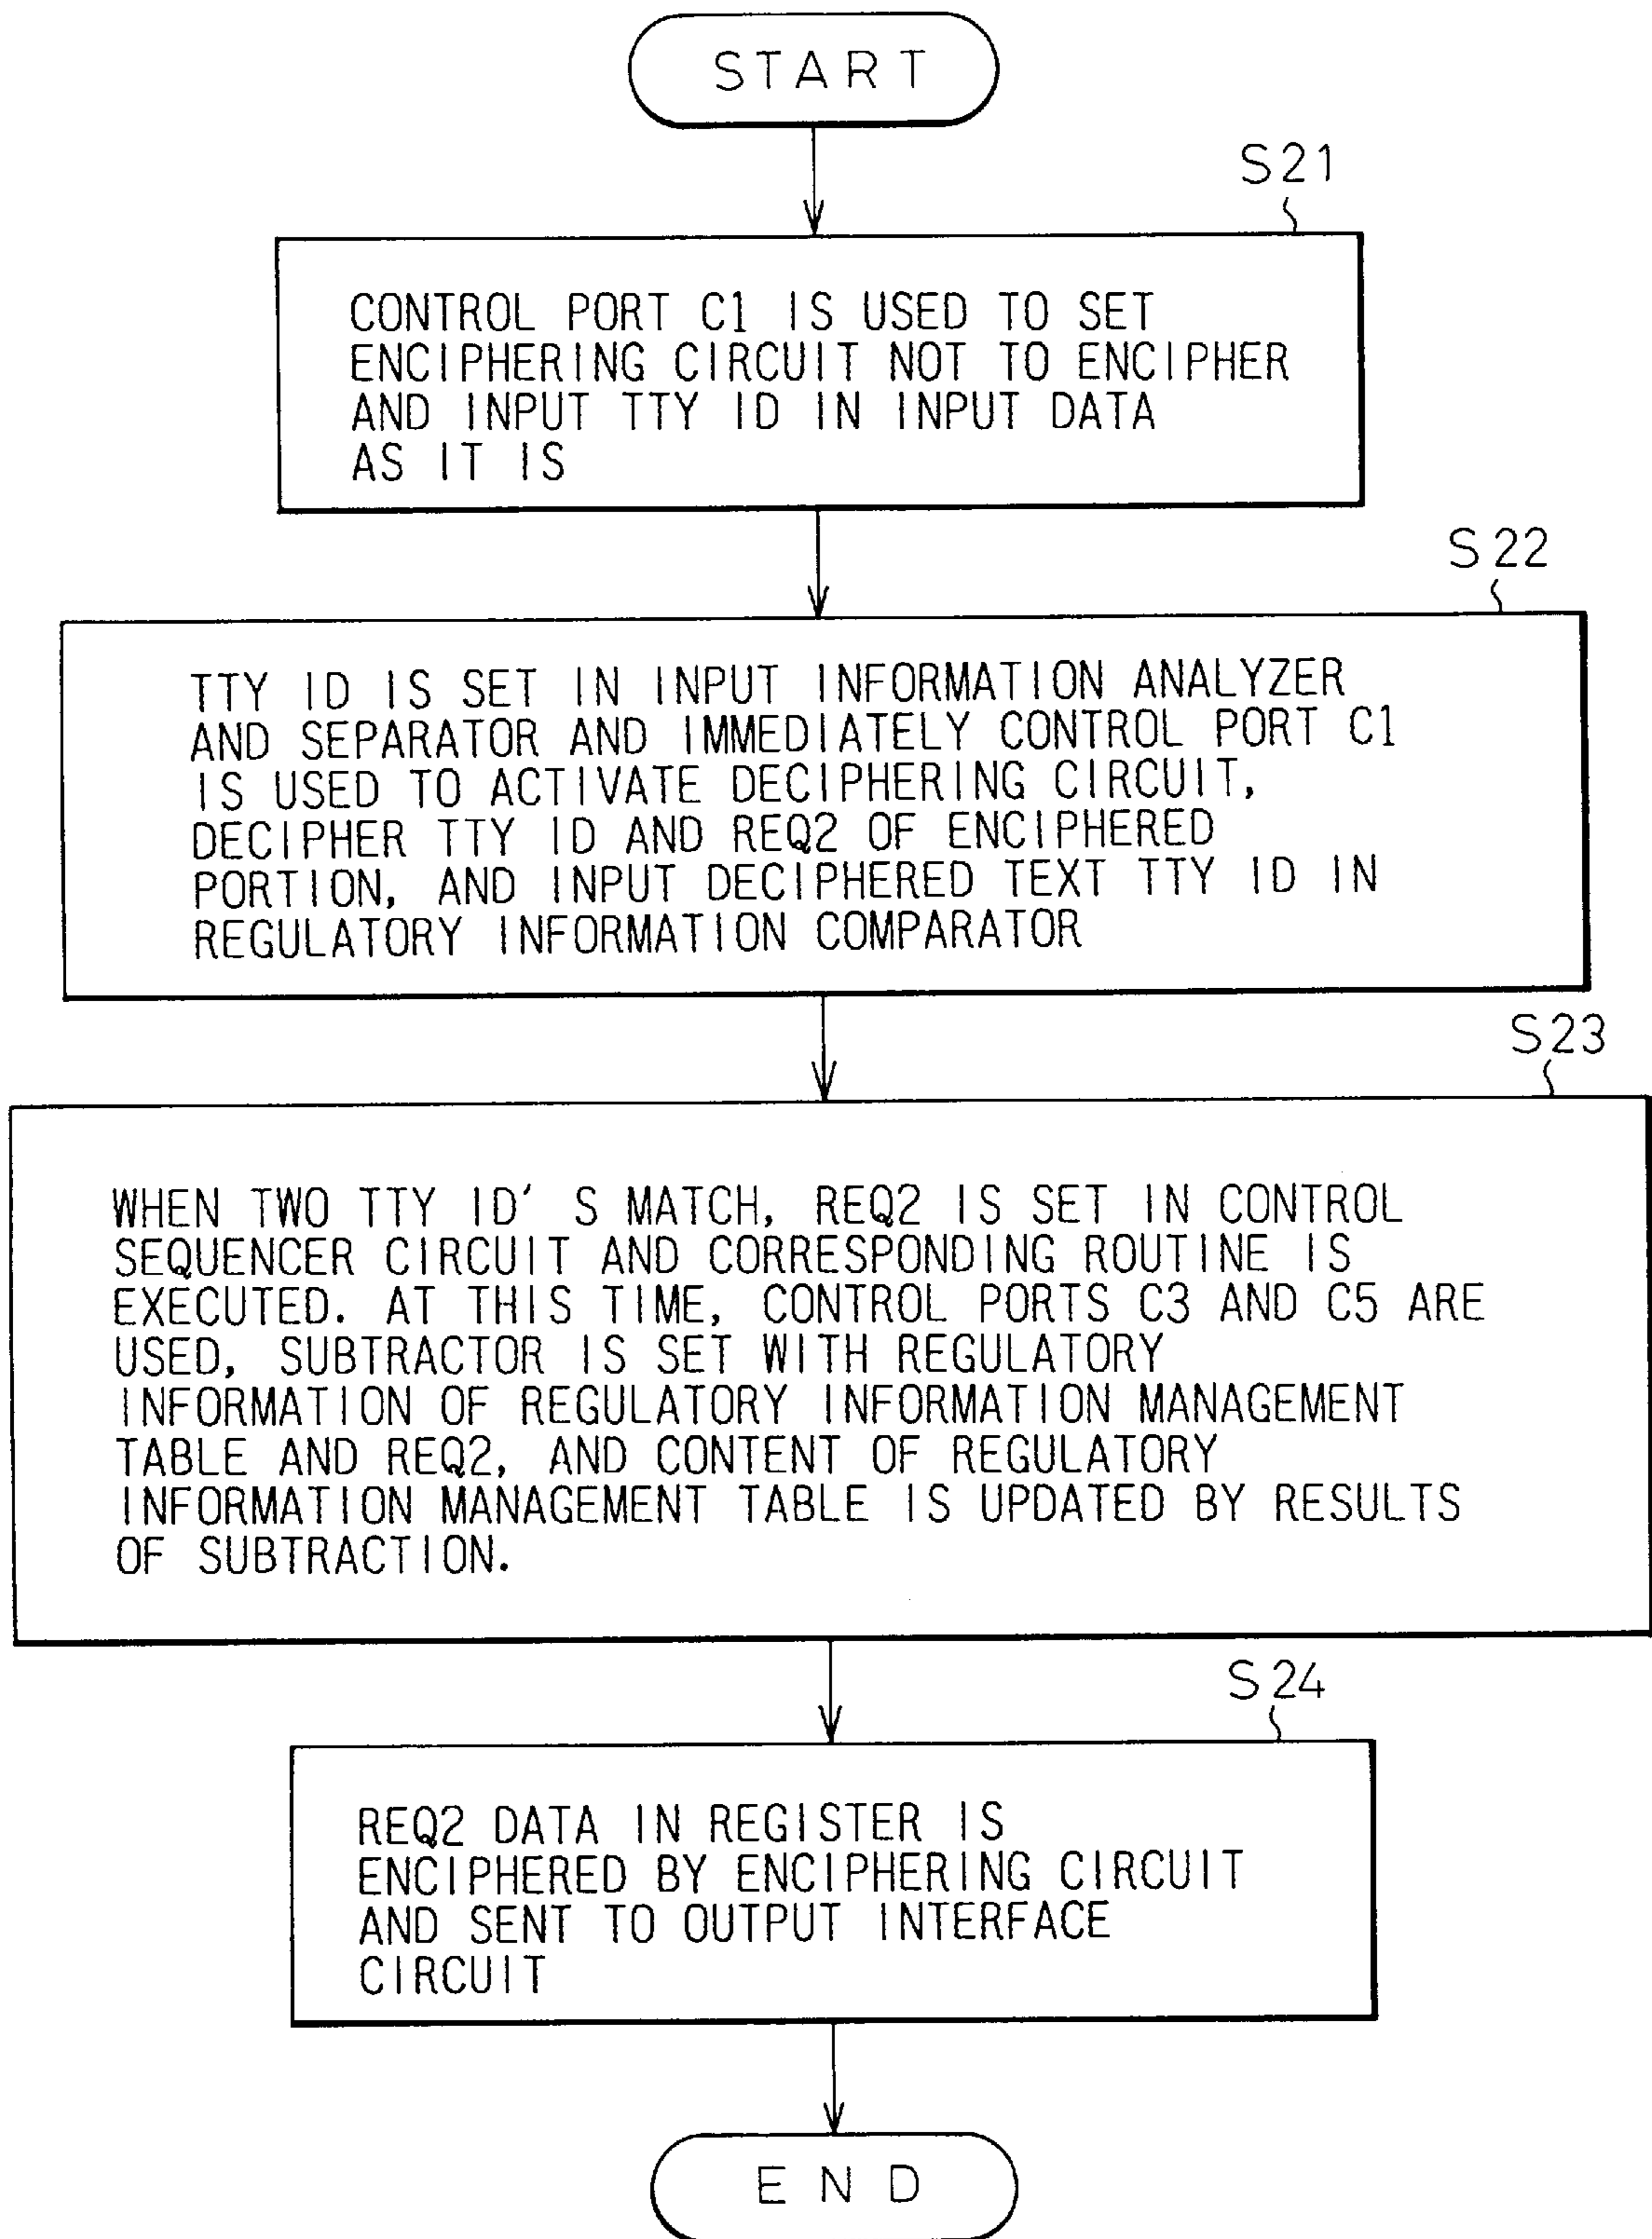 START
S21
CONTROL PORT C1 IS USED TO SET
ENCIPHERING CIRCUIT NOT TO ENCIPHER
AND INPUT TTY ID IN INPUT DATA
AS IT IS
S22
TTY ID IS SET IN INPUT INFORMATION ANALYZER
AND SEPARATOR AND IMMEDIATELY CONTROL PORT C1
IS USED TO ACTIVATE DECIPHERING CIRCUIT,
DECIPHER TTY ID AND REQ2 OF ENCIPHERED
PORTION, AND INPUT DECIPHERED TEXT TTY ID IN
REGULATORY INFORMATION COMPARATOR
S23
WHEN TWO TTY ID' S MATCH, REQ2 IS SET IN CONTROL
SEQUENCER CIRCUIT AND CORRESPONDING ROUTINE IS
EXECUTED. AT THIS TIME, CONTROL PORTS C3 AND C5 ARE
USED, SUBTRACTOR IS SET WITH REGULATORY
INFORMATION OF REGULATORY INFORMATION MANAGEMENT
TABLE AND REQ2, AND CONTENT OF REGULATORY
INFORMATION MANAGEMENT TABLE IS UPDATED BY RESULTS
OF SUBTRACTION.
S24
REQ2 DATA IN REGISTER IS
ENCIPHERED BY ENCIPHERING CIRCUIT
AND SENT TO OUTPUT INTERFACE
CIRCUIT
END